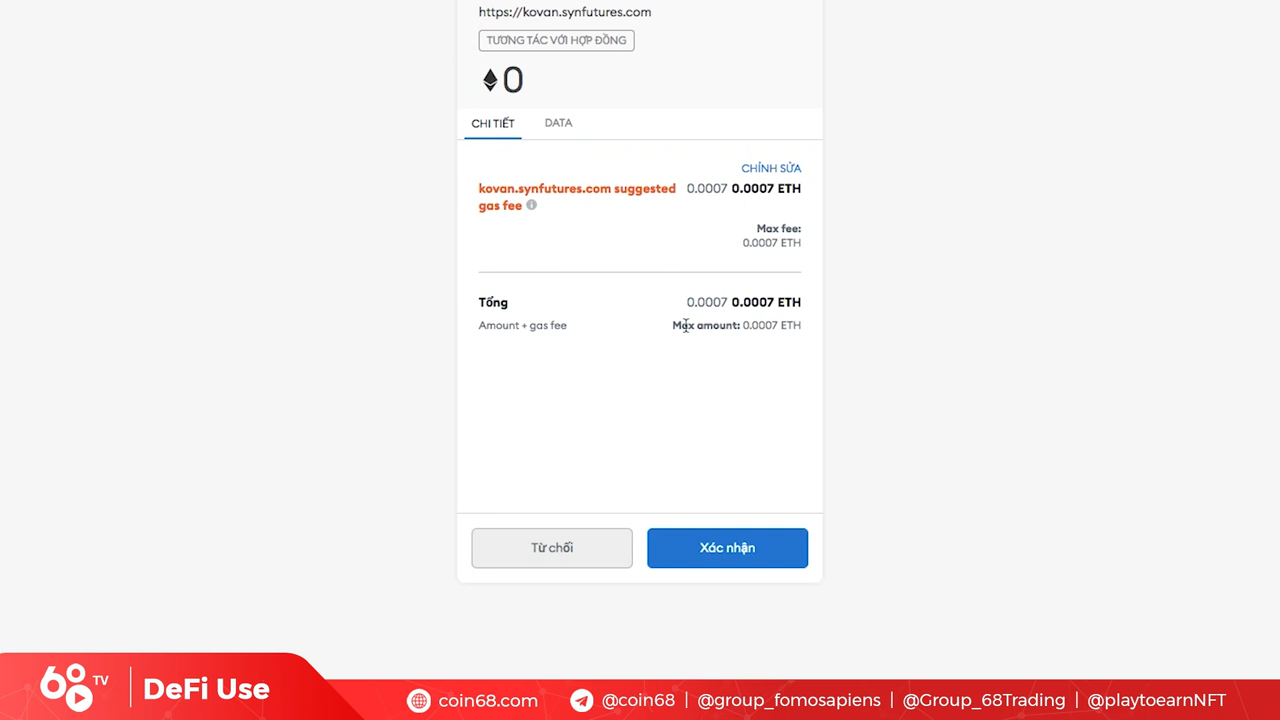 https://kovan.synfutures.com
TƯƠNG TÁC VỚI HỢP ĐỒNG
0
CHI TIẾT DATA
CHỈNH SỬA
kovan.synfutures.com suggested 0.0007 0.0007 ETH
gas fee
Max fee:
0.0007 ETH
Tổng 0.0007 0.0007 ETH
Amount + gas fee Max amount: 0.0007 ETH
Từ chối Xác nhận
68 TV DeFi Use coin68.com @coin68 | @group_fomosapiens | @Group_68Trading | @playtoearnNFT